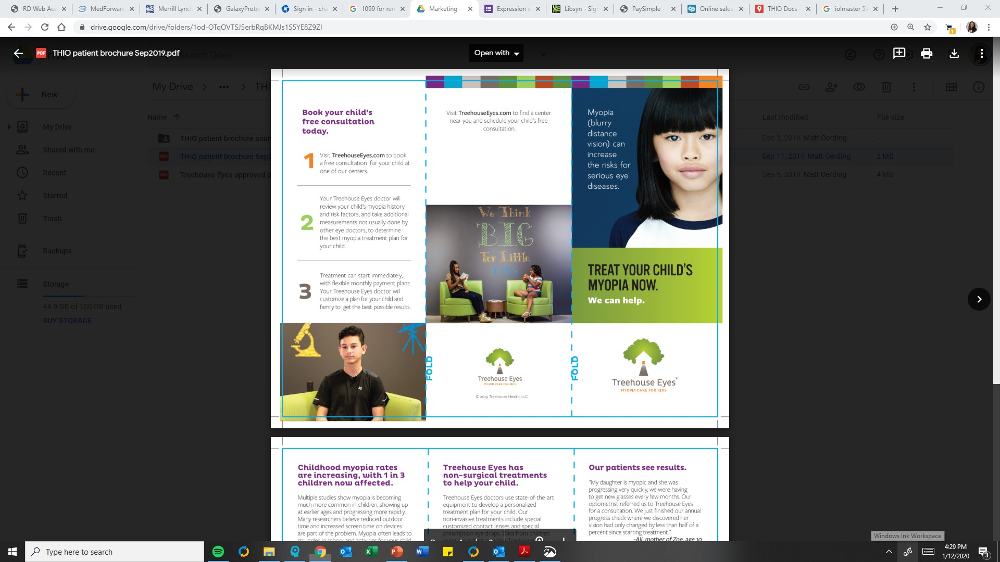 RD Web Acc
MedForward
Merrill Lynch
GalaxyProte
Sign in - cha
1099 for ren
Marketing -
Expression o
Libsyn - Sign
PaySimple -
Online sales
THIO Docs -
iolmaster 5.
drive.google.com/drive/folders/1od-OTqOVTSJ5erbRqBKMJs1S5YE8Z9ZI
1
PDF THIO patient brochure Sep2019.pdf
Search Drive
Open with
New
My Drive
Shared with me
Recent
Starred
Trash
Backups
Storage
44.9 GB of 100 GB used
BUY STORAGE
My Drive > ••• > THI
Name
THIO patient brochure sour
THIO patient brochure Sep2
Treehouse Eyes approved p
Last modified File size
Dec 3, 2019 Matt Oerding –
Sep 11, 2019 Matt Oerding 2 MB
Sep 5, 2019 Matt Oerding 4 MB
Book your child's
free consultation
today.
1
Visit TreehouseEyes.com to book
a free consultation for your child at
one of our centers.
2
Your Treehouse Eyes doctor will
review your child's myopia history
and risk factors, and take additional
measurements not usually done by
other eye doctors, to determine
the best myopia treatment plan for
your child.
3
Treatment can start immediately,
with flexible monthly payment plans.
Your Treehouse Eyes doctor will
customize a plan for your child and
family to get the best possible results.
FOLD
Visit TreehouseEyes.com to find a center
near you and schedule your child's free
consultation.
We Think
BIG
For Little
EYES
Treehouse Eyes
MYOPIA CARE FOR KIDS
© 2019 Treehouse Health, LLC
FOLD
Myopia
(blurry
distance
vision) can
increase
the risks for
serious eye
diseases.
TREAT YOUR CHILD'S
MYOPIA NOW.
We can help.
Treehouse Eyes®
MYOPIA CARE FOR KIDS
Childhood myopia rates
are increasing, with 1 in 3
children now affected.
Multiple studies show myopia is becoming
much more common in children, showing up
at earlier ages and progressing more rapidly.
Many researchers believe reduced outdoor
time and increased screen time on devices
are part of the problem. Myopia often leads to
struggles in school and activities for your child
Treehouse Eyes has
non-surgical treatments
to help your child.
Treehouse Eyes doctors use state-of-the-art
equipment to develop a personalized
treatment plan for your child. Our
non-invasive treatments include special
customized contact lenses and special
prescription eye drops. Data from children
Our patients see results.
"My daughter is myopic and she was
progressing very quickly, we were having
to get new glasses every few months. Our
optometrist referred us to Treehouse Eyes
for a consultation. We just finished our annual
progress check where we discovered her
vision had only changed by less than half of a
percent since starting treatment."
-Ali, mother of Zoe, age 10
Windows Ink Workspace
Type here to search
4:29 PM
1/12/2020
3